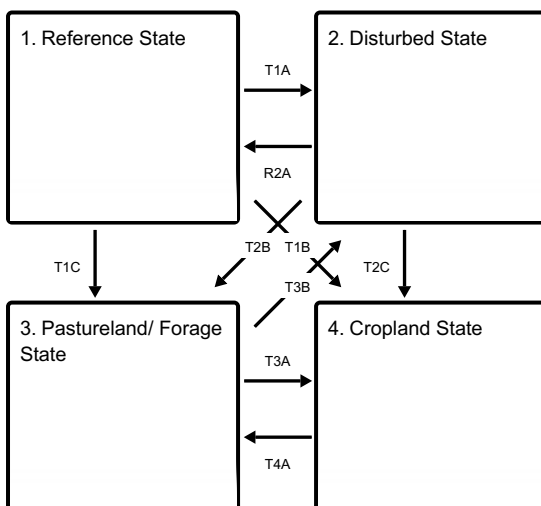 1. Reference State
2. Disturbed State
T1A
R2A
T2B
T1B
T1C
T2C
T3B
3. Pastureland/ Forage
State
4. Cropland State
T3A
T4A